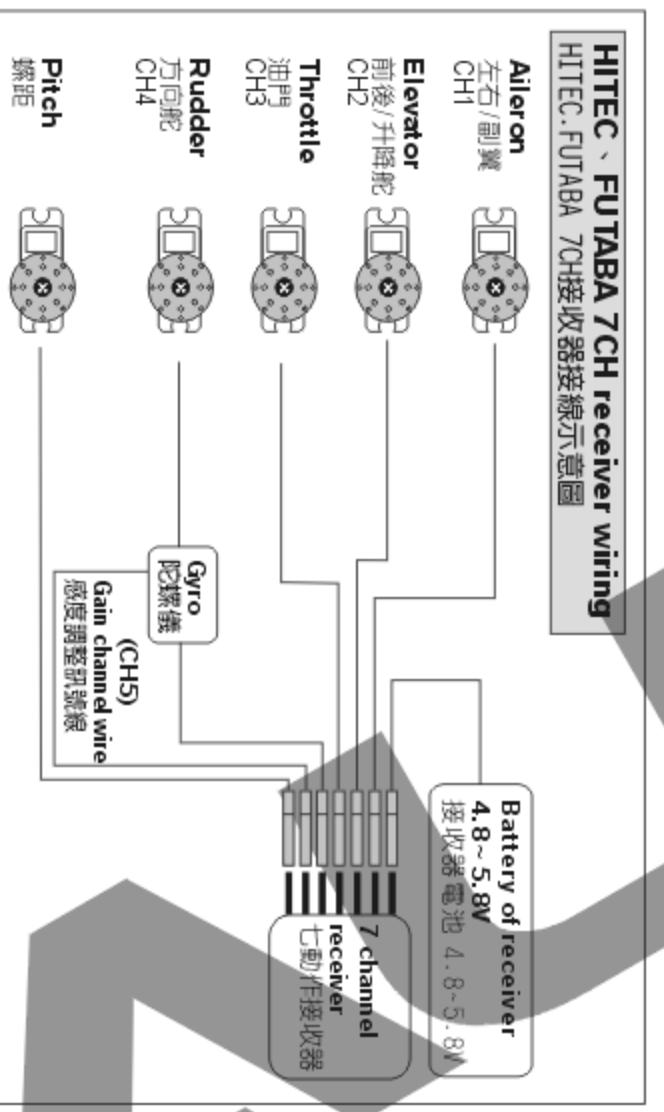 HITEC、FUTABA 7CH receiver wiring
HITEC.FUTABA 7CH接收器接線示意圖
Aileron
左右/副翼
CH1
Elevator
前後/升降舵
CH2
Throttle
油門
CH3
Rudder
方向舵
CH4
Pitch
螺距
Gyro
陀螺儀
(CH5)
Gain channel wire
感度調整訊號線
Battery of receiver
4.8~5.8V
接收器電池 4.8~5.8V
7 channel
receiver
七動作接收器